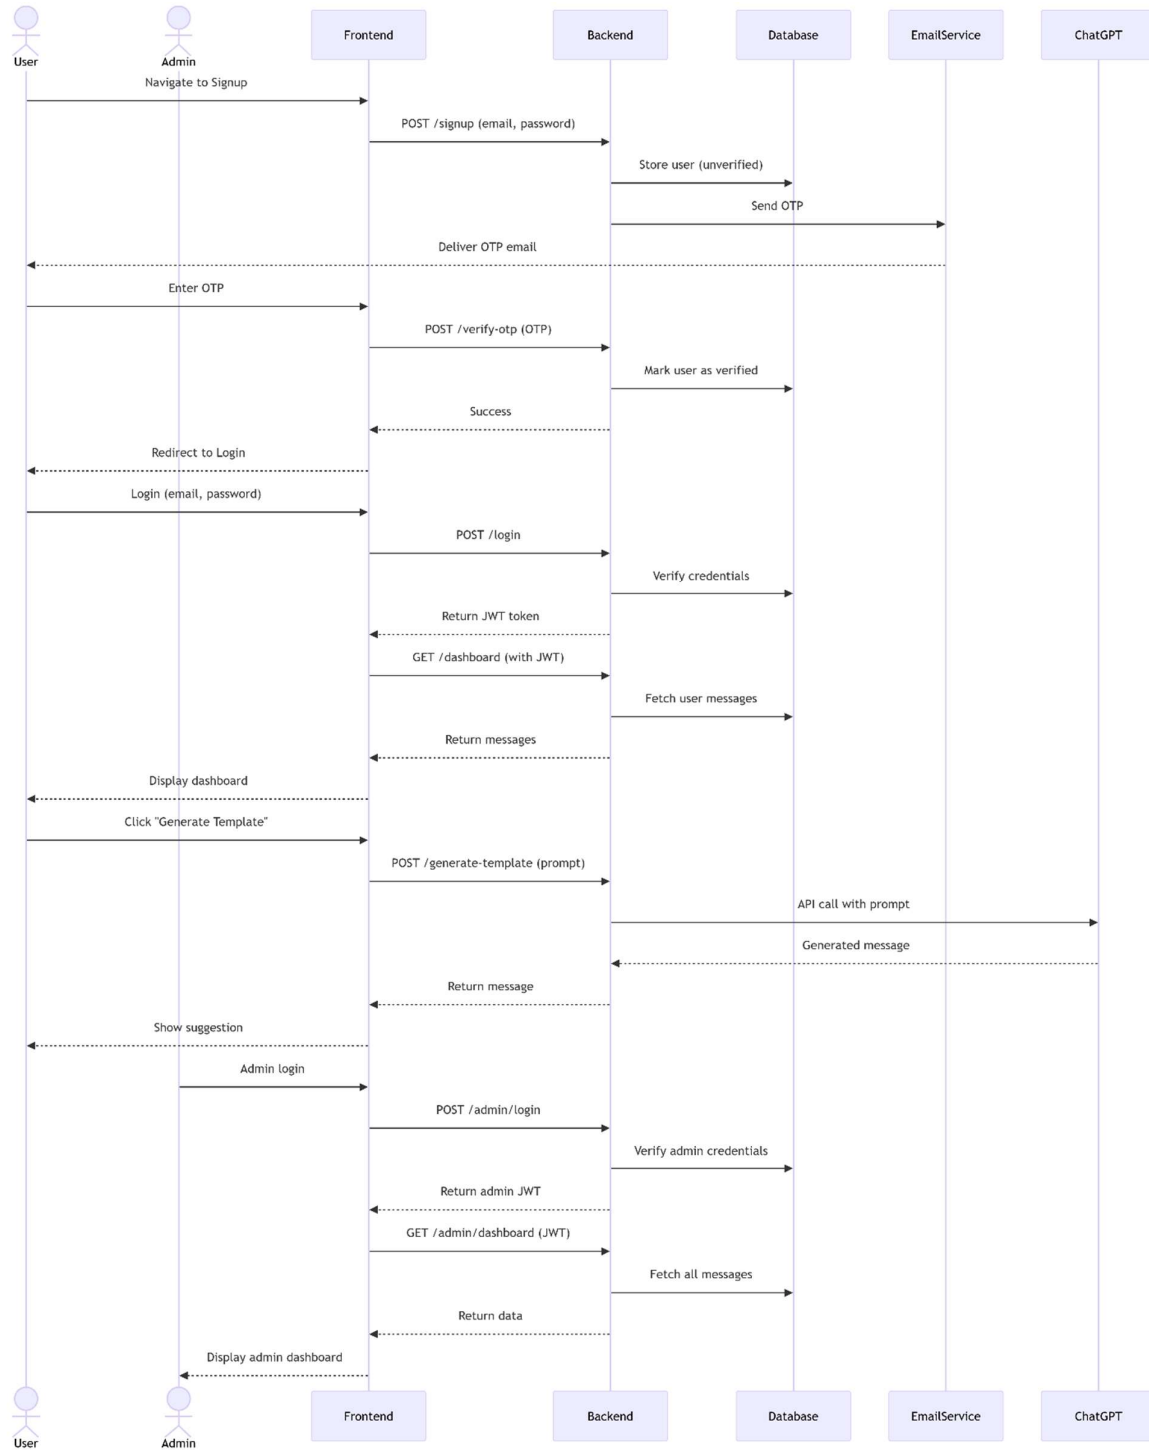 Frontend
Backend
Database
EmailService
ChatGPT
User
Admin
Navigate to Signup
POST /signup (email, password)
Store user (unverified)
Send OTP
Deliver OTP email
Enter OTP
POST /verify-otp (OTP)
Mark user as verified
Success
Redirect to Login
Login (email, password)
POST /login
Verify credentials
Return JWT token
GET /dashboard (with JWT)
Fetch user messages
Return messages
Display dashboard
Click "Generate Template"
POST /generate-template (prompt)
API call with prompt
Generated message
Return message
Show suggestion
Admin login
POST /admin/login
Verify admin credentials
Return admin JWT
GET /admin/dashboard (JWT)
Fetch all messages
Return data
Display admin dashboard
Frontend
Backend
Database
EmailService
ChatGPT
User
Admin